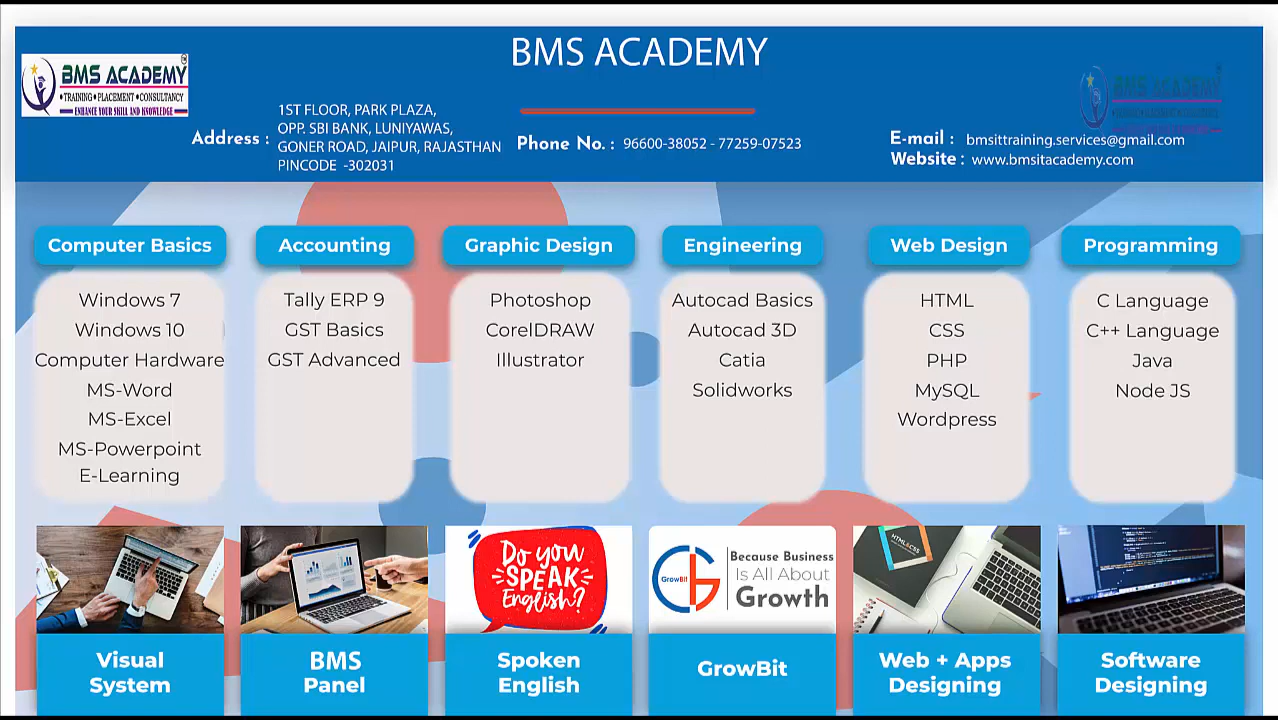 BMS ACADEMY
BMS ACADEMY
TRAINING • PLACEMENT • CONSULTANCY
ENHANCE YOUR SKILL AND KNOWLEDGE
BMS ACADEMY
Address :
1ST FLOOR, PARK PLAZA,
OPP. SBI BANK, LUNIYAWAS,
GONER ROAD, JAIPUR, RAJASTHAN
PINCODE -302031
Phone No. : 96600-38052 - 77259-07523
E-mail : bmsittraining.services@gmail.com
Website : www.bmsitacademy.com
Computer Basics
Windows 7
Windows 10
Computer Hardware
MS-Word
MS-Excel
MS-Powerpoint
E-Learning
Accounting
Tally ERP 9
GST Basics
GST Advanced
Graphic Design
Photoshop
CorelDRAW
Illustrator
Engineering
Autocad Basics
Autocad 3D
Catia
Solidworks
Web Design
HTML
CSS
PHP
MySQL
Wordpress
Programming
C Language
C++ Language
Java
Node JS
Visual
System
BMS
Panel
Do you
SPEAK
English?
Spoken
English
GrowBit
Because Business
Is All About
Growth
GrowBit
HTML&CSS
Web + Apps
Designing
Software
Designing